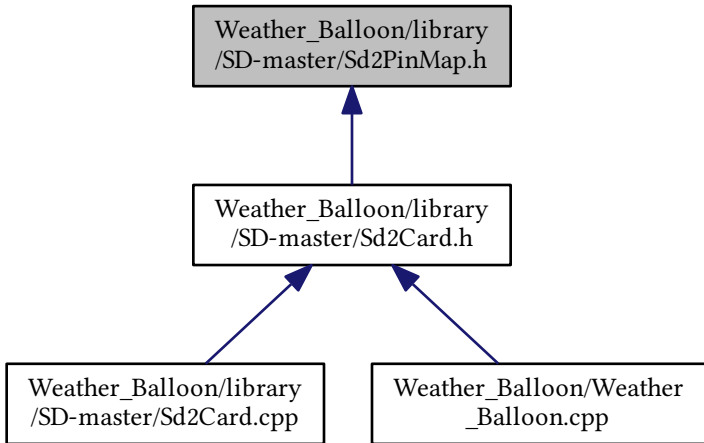 Weather_Balloon/library
/SD-master/Sd2PinMap.h
Weather_Balloon/library
/SD-master/Sd2Card.h
Weather_Balloon/library
/SD-master/Sd2Card.cpp
Weather_Balloon/Weather
_Balloon.cpp